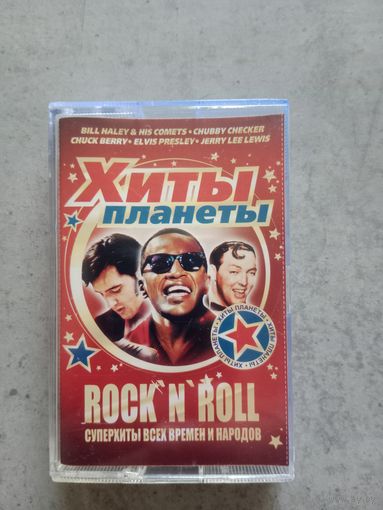 BILL HALEY & HIS COMETS • CHUBBY CHECKER
CHUCK BERRY • ELVIS PRESLEY • JERRY LEE LEWIS
Хиты
планеты
ХИТЫ ПЛАНЕТЫ • ХИТЫ ПЛАНЕТЫ • ХИТЫ ПЛАНЕТЫ •
ROCK`N`ROLL
СУПЕРХИТЫ ВСЕХ ВРЕМЕН И НАРОДОВ